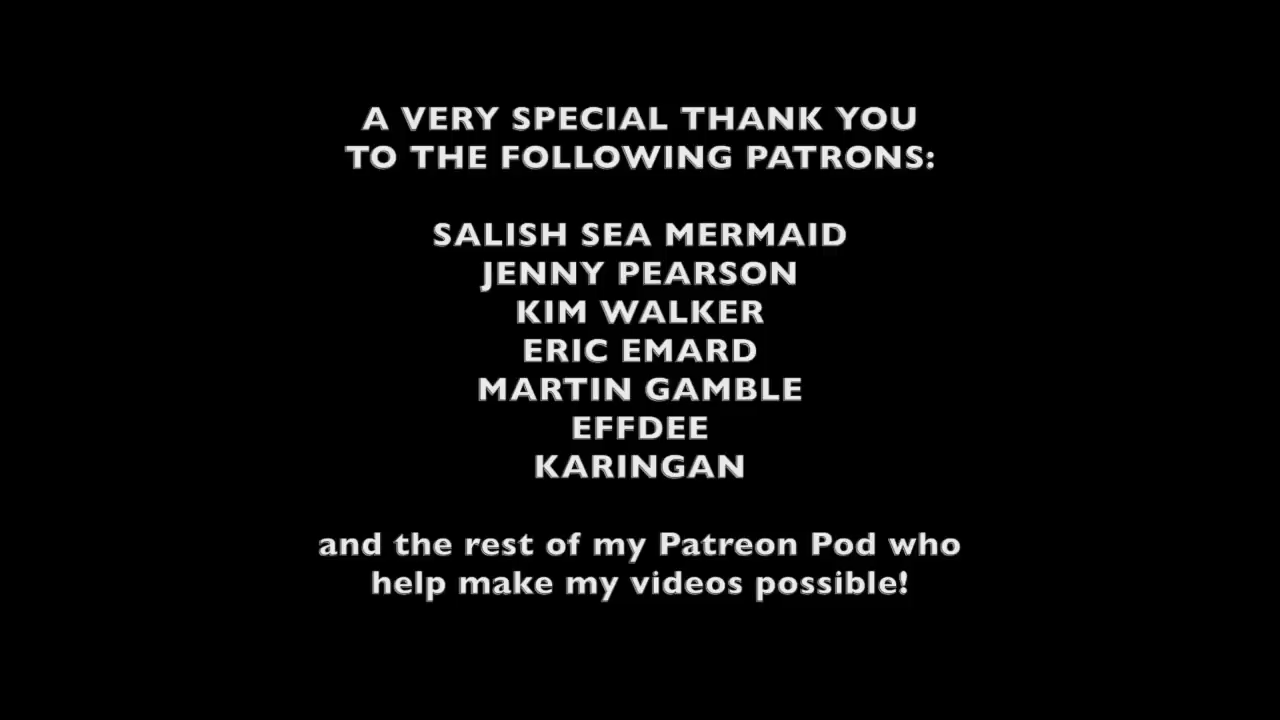 A VERY SPECIAL THANK YOU
TO THE FOLLOWING PATRONS:
SALISH SEA MERMAID
JENNY PEARSON
KIM WALKER
ERIC EMARD
MARTIN GAMBLE
EFFDEE
KARINGAN
and the rest of my Patreon Pod who
help make my videos possible!